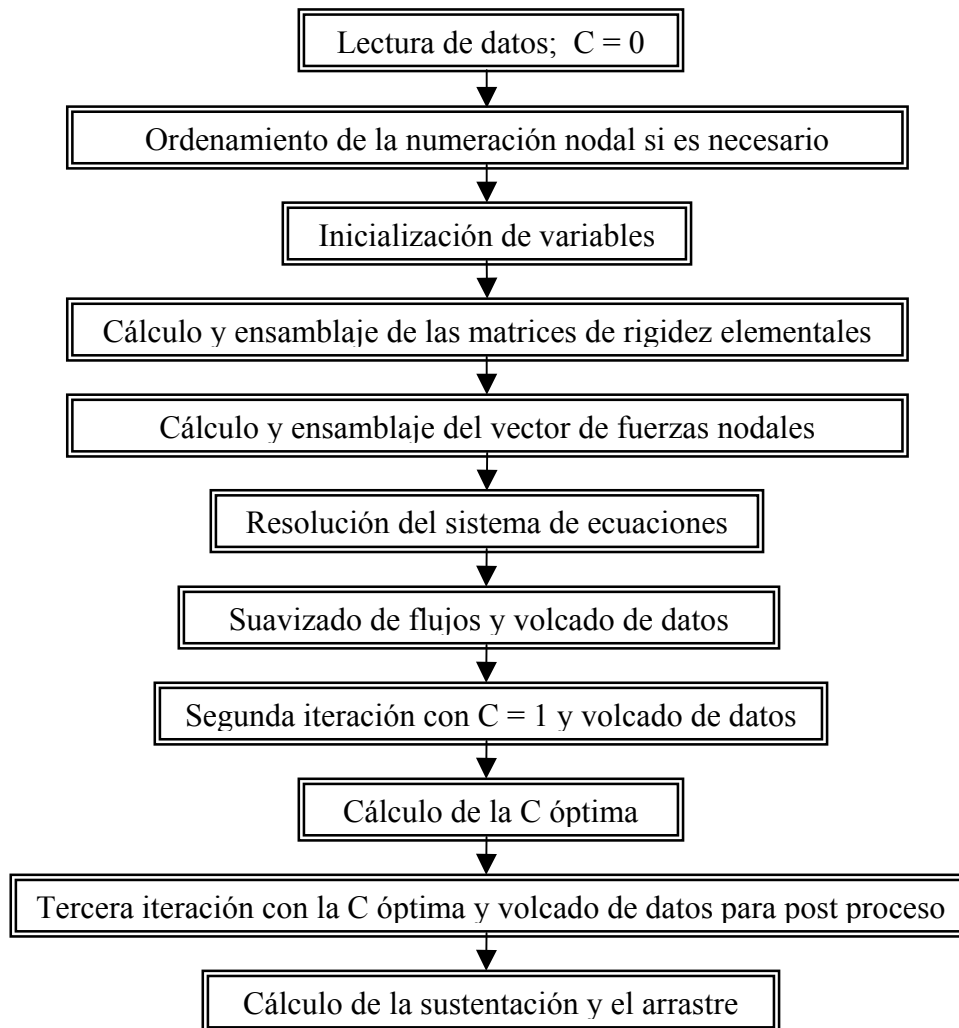 Lectura de datos;  C = 0
Ordenamiento de la numeración nodal si es necesario
Inicialización de variables
Cálculo y ensamblaje de las matrices de rigidez elementales
Cálculo y ensamblaje del vector de fuerzas nodales
Resolución del sistema de ecuaciones
Suavizado de flujos y volcado de datos
Segunda iteración con C = 1 y volcado de datos
Cálculo de la C óptima
Tercera iteración con la C óptima y volcado de datos para post proceso
Cálculo de la sustentación y el arrastre